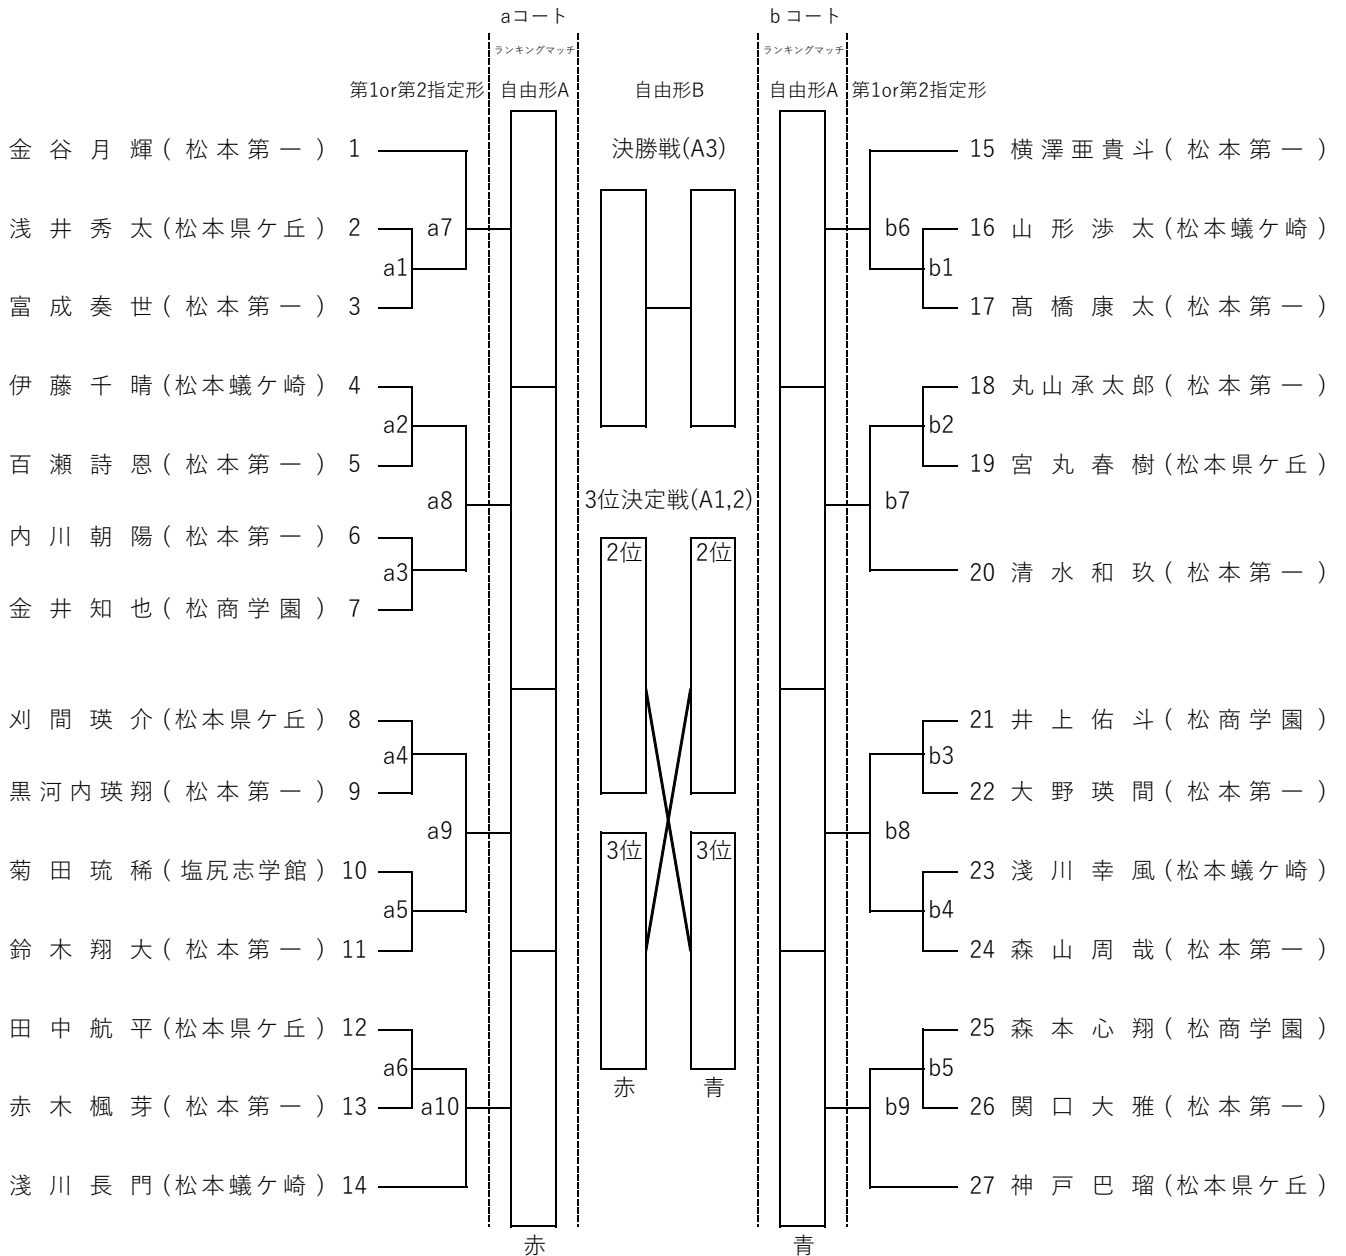 aコート
bコート
ランキングマッチ
ランキングマッチ
第1or第2指定形 自由形A 自由形B 自由形A 第1or第2指定形
決勝戦(A3)
金谷月輝(松本第一) 1
浅井秀太(松本県ケ丘) 2
富成奏世(松本第一) 3
伊藤千晴(松本蟻ケ崎) 4
百瀬詩恩(松本第一) 5
内川朝陽(松本第一) 6
金井知也(松商学園) 7
刈間瑛介(松本県ケ丘) 8
黒河内瑛翔(松本第一) 9
菊田琉稀(塩尻志学館) 10
鈴木翔大(松本第一) 11
田中航平(松本県ケ丘) 12
赤木楓芽(松本第一) 13
淺川長門(松本蟻ケ崎) 14
a1
a2
a3
a4
a5
a6
a7
a8
a9
a10
赤
3位決定戦(A1,2)
2位 2位
3位 3位
赤 青
青
b6
b7
b8
b9
b1
b2
b3
b4
b5
15 横澤亜貴斗(松本第一)
16 山形渉太(松本蟻ケ崎)
17 髙橋康太(松本第一)
18 丸山承太郎(松本第一)
19 宮丸春樹(松本県ケ丘)
20 清水和玖(松本第一)
21 井上佑斗(松商学園)
22 大野瑛間(松本第一)
23 淺川幸風(松本蟻ケ崎)
24 森山周哉(松本第一)
25 森本心翔(松商学園)
26 関口大雅(松本第一)
27 神戸巴瑠(松本県ケ丘)